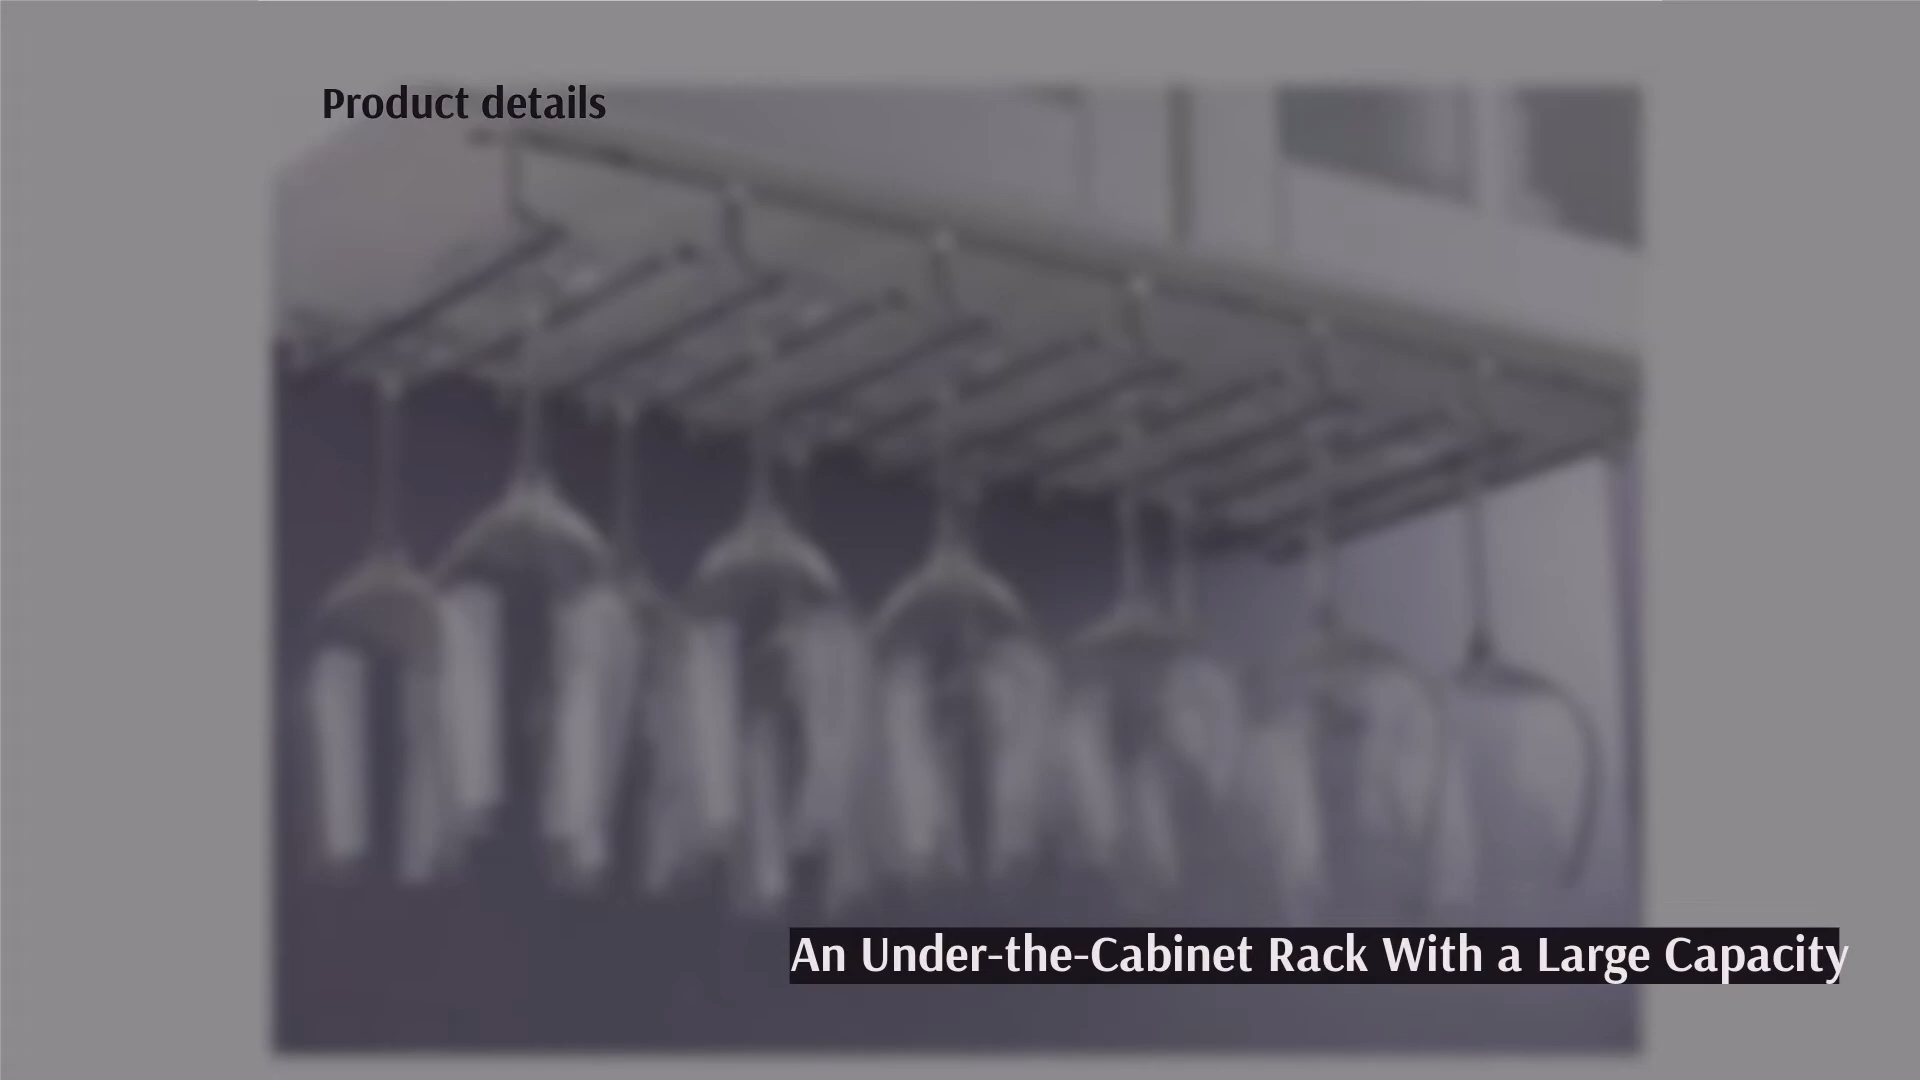 Product details
An Under-the-Cabinet Rack With a Large Capacity